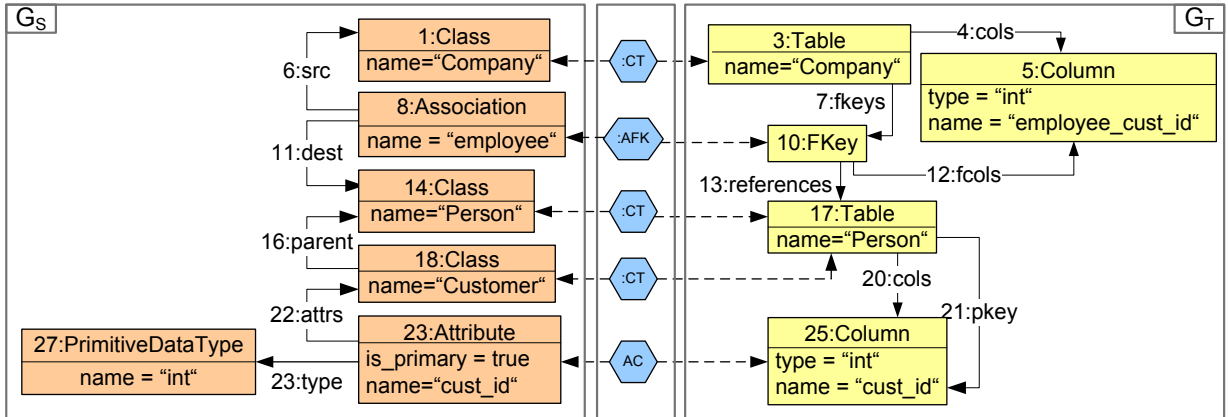 G_S
1:Class
name="Company"
6:src
8:Association
name = "employee"
11:dest
14:Class
name="Person"
16:parent
18:Class
name="Customer"
22:attrs
23:Attribute
is_primary = true
name="cust_id"
27:PrimitiveDataType
name = "int"
23:type
:CT
:AFK
:CT
:CT
AC
G_T
3:Table
name="Company"
4:cols
5:Column
type = "int"
name = "employee_cust_id"
7:fkeys
10:FKey
12:fcols
13:references
17:Table
name="Person"
20:cols
21:pkey
25:Column
type = "int"
name = "cust_id"